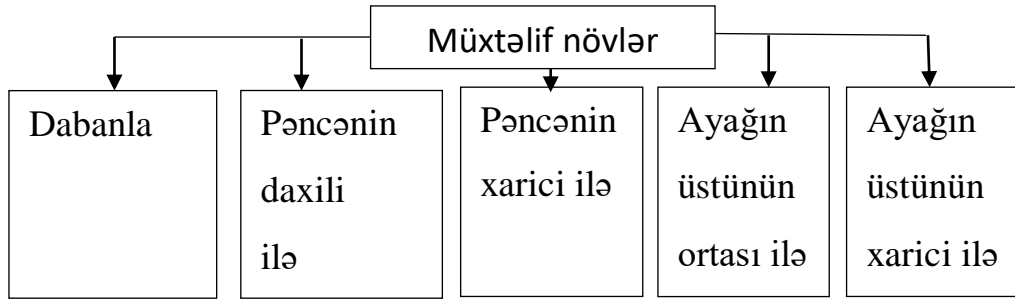 Müxtəlif növlər
Dabanla
Pəncənin
daxili
ilə
Pəncənin
xarici ilə
Ayağın
üstünün
ortası ilə
Ayağın
üstünün
xarici ilə